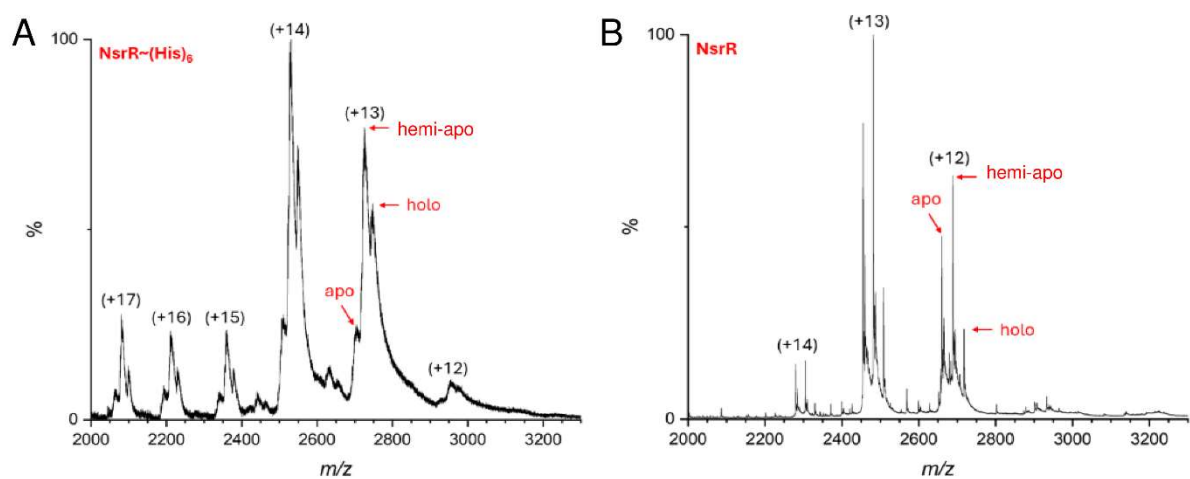 A
NsrR~(His)6
100
(+14)
(+13)
hemi-apo
holo
apo
(+17)
(+16)
(+15)
(+12)
%
0
2000 2200 2400 2600 2800 3000 3200
m/z
B
NsrR
100
(+13)
(+12)
hemi-apo
apo
holo
(+14)
%
0
2000 2200 2400 2600 2800 3000 3200
m/z